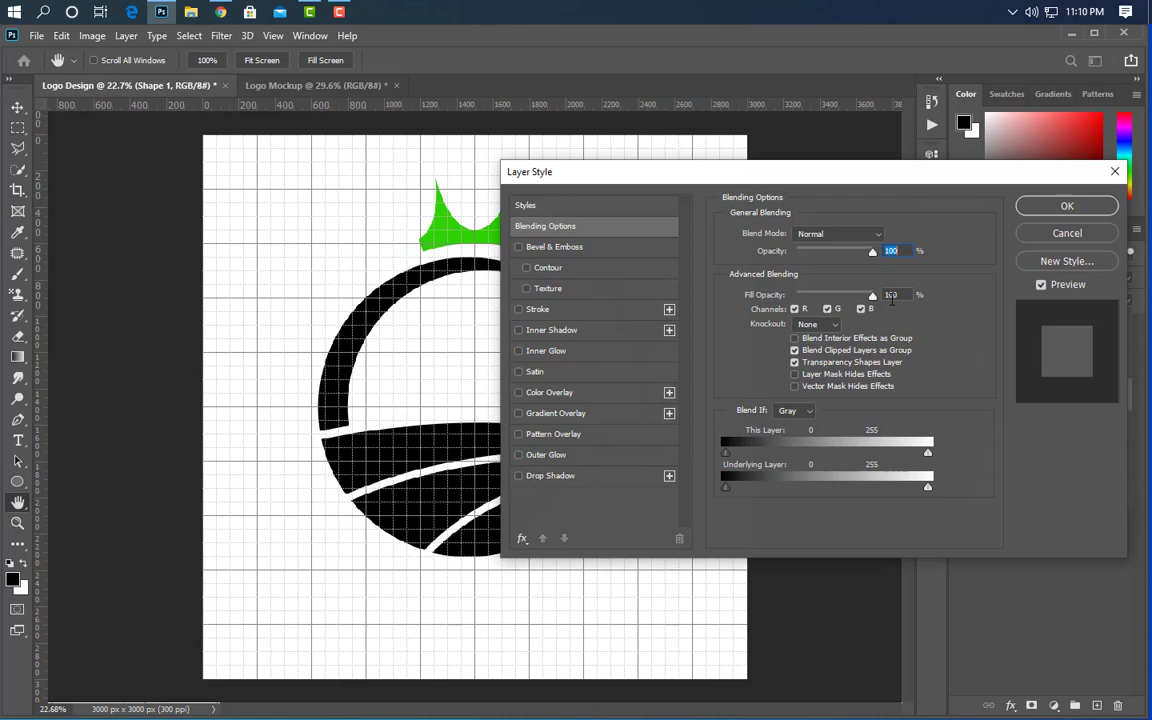 11:10 PM
File Edit Image Layer Type Select Filter 3D View Window Help
Scroll All Windows 100% Fit Screen Fill Screen
Logo Design @ 22.7% (Shape 1, RGB/8#) * × Logo Mockup @ 29.6% (RGB/8#) * ×
Color Swatches Gradients Patterns
Layer Style
Styles
Blending Options
Bevel & Emboss
Contour
Texture
Stroke
Inner Shadow
Inner Glow
Satin
Color Overlay
Gradient Overlay
Pattern Overlay
Outer Glow
Drop Shadow
Blending Options
General Blending
Blend Mode: Normal
Opacity: 100 %
Advanced Blending
Fill Opacity: 100 %
Channels: R G B
Knockout: None
Blend Interior Effects as Group
Blend Clipped Layers as Group
Transparency Shapes Layer
Layer Mask Hides Effects
Vector Mask Hides Effects
Blend If: Gray
This Layer: 0 255
Underlying Layer: 0 255
OK
Cancel
New Style...
Preview
22.68% 3000 px x 3000 px (300 ppi)